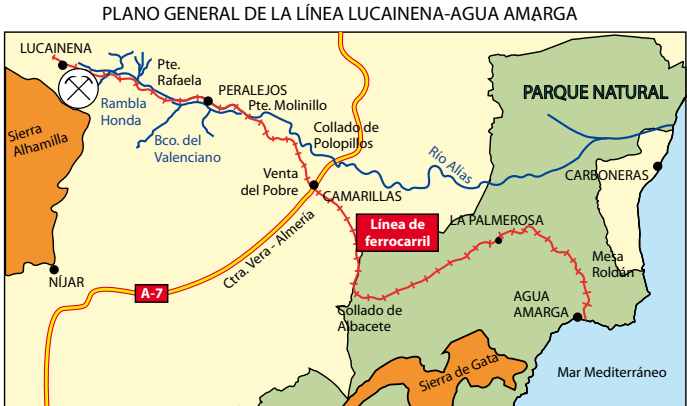 PLANO GENERAL DE LA LÍNEA LUCAINENA-AGUA AMARGA
LUCAINENA
Pte.
Rafaela
PERALEJOS
Pte. Molinillo
PARQUE NATURAL
Rambla
Honda
Sierra
Alhamilla
Bco. del
Valenciano
Collado de
Polopillos
Río Alías
Venta
del Pobre
CAMARILLAS
CARBONERAS
Línea de
ferrocarril
LA PALMEROSA
Ctra. Vera - Almería
Mesa
Roldán
NÍJAR
A-7
Collado de
Albacete
AGUA
AMARGA
Sierra de Gata
Mar Mediterráneo